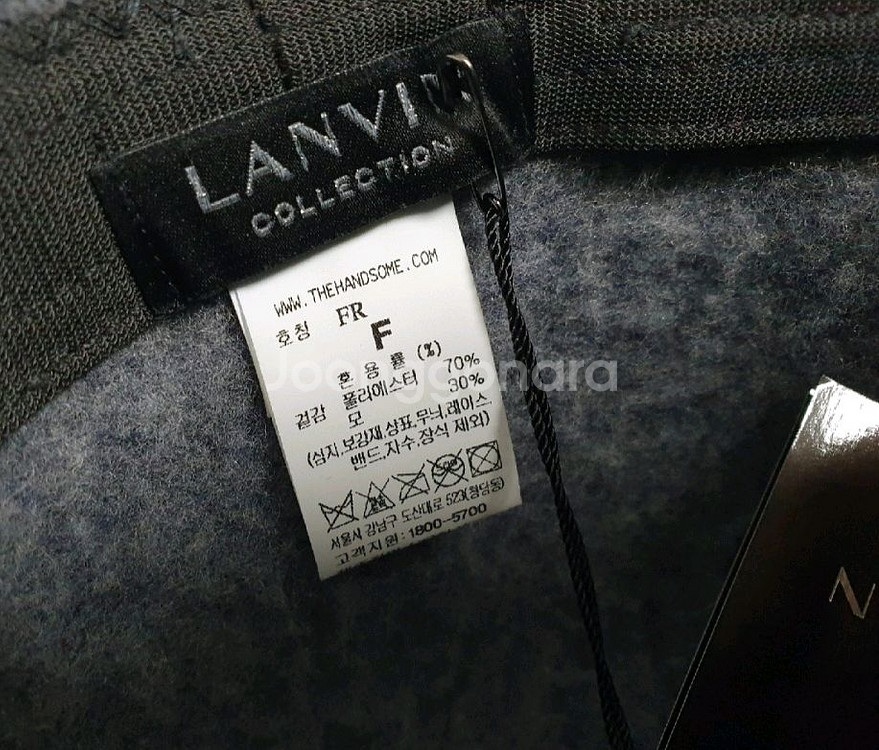 LANVIN
COLLECTION
WWW.THEHANDSOME.COM
호칭 FR
F
혼 용 률 (%)
겉감 폴리에스터 70%
모 30%
(심지,보강재,상표,무늬,레이스,
밴드,자수,장식 제외)
서울시 강남구 도산대로 523(청담동)
고객지원:1800-5700
Joonggonara
N